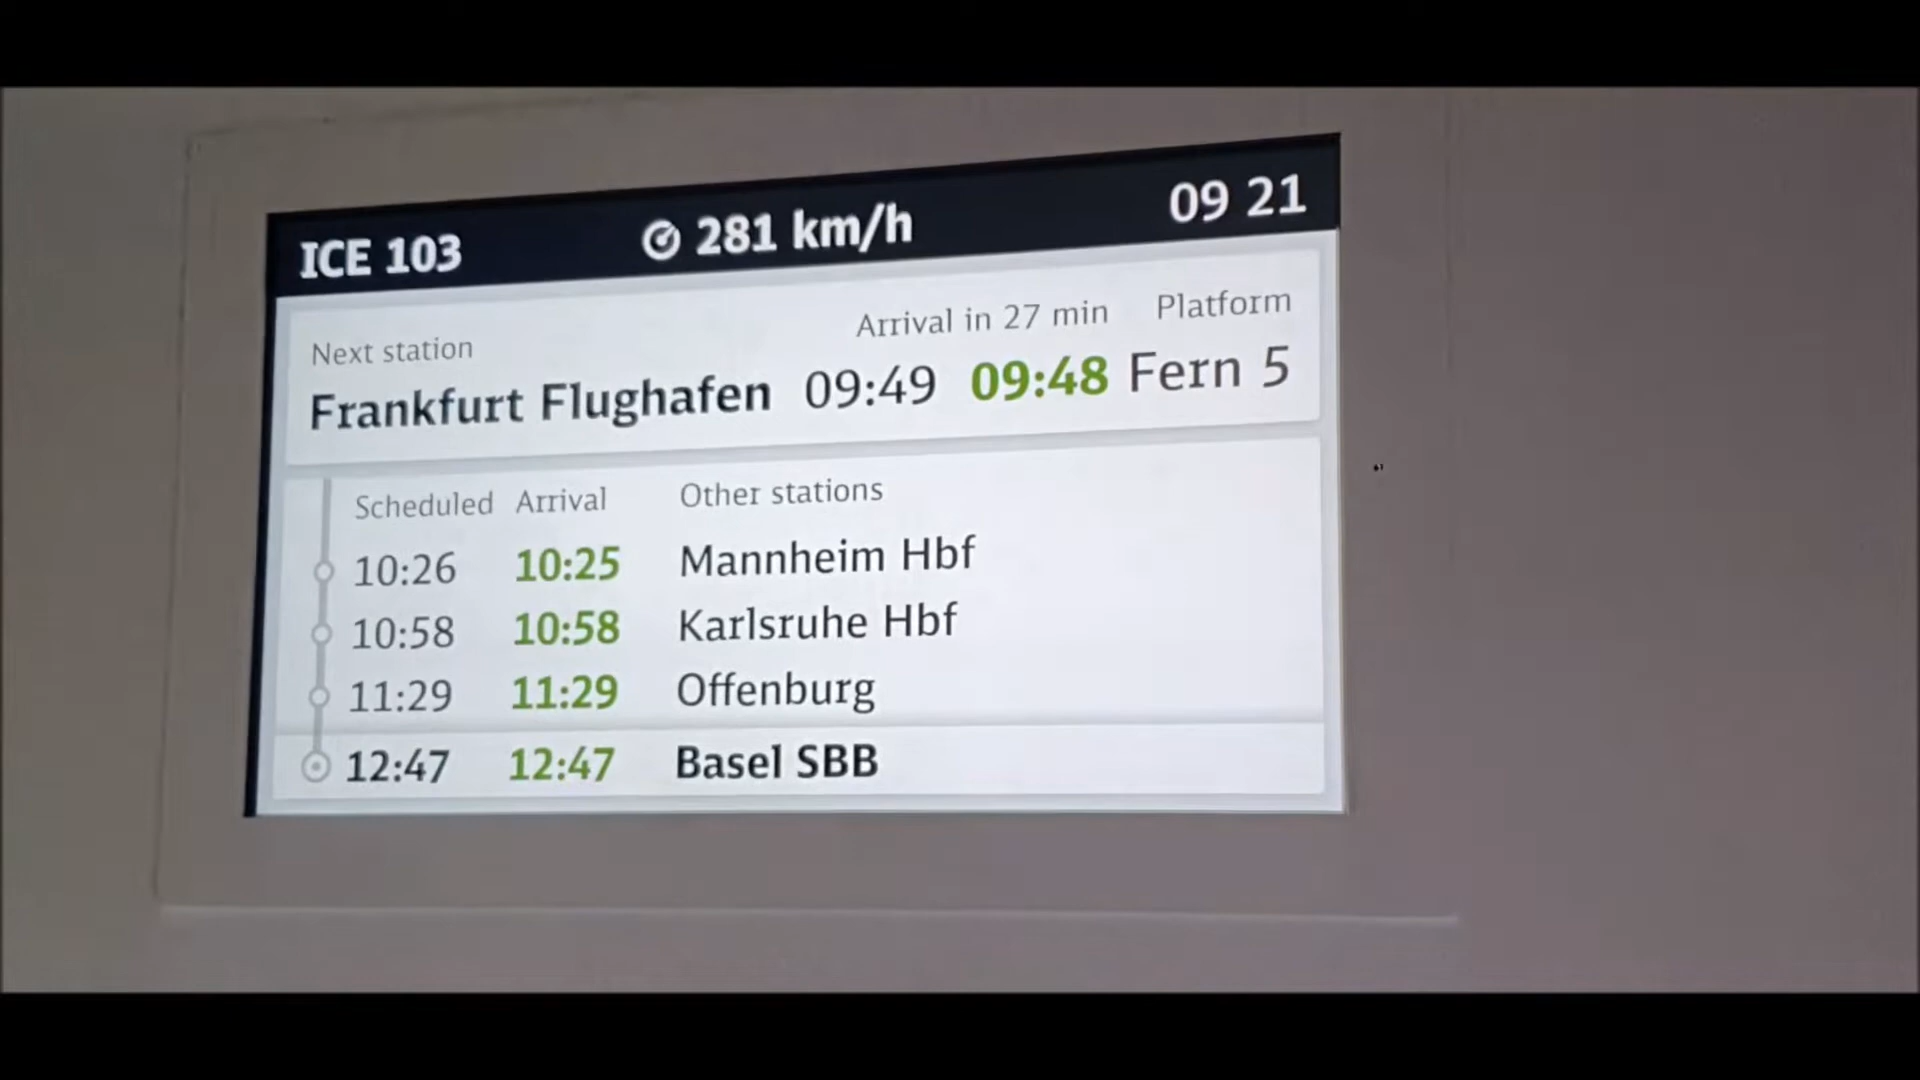 ICE 103 281 km/h 09 21
Next station Arrival in 27 min Platform
Frankfurt Flughafen 09:49 09:48 Fern 5
Scheduled Arrival Other stations
10:26 10:25 Mannheim Hbf
10:58 10:58 Karlsruhe Hbf
11:29 11:29 Offenburg
12:47 12:47 Basel SBB